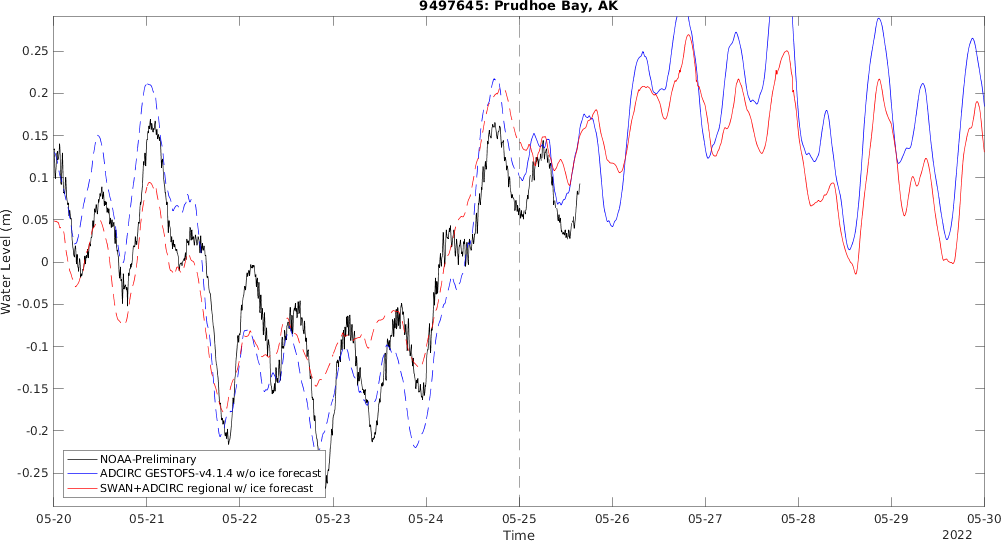 9497645: Prudhoe Bay, AK
Water Level (m)
0.25
0.2
0.15
0.1
0.05
0
-0.05
-0.1
-0.15
-0.2
-0.25
NOAA-Preliminary
ADCIRC GESTOFS-v4.1.4 w/o ice forecast
SWAN+ADCIRC regional w/ ice forecast
05-20 05-21 05-22 05-23 05-24 05-25 05-26 05-27 05-28 05-29 05-30
Time
2022